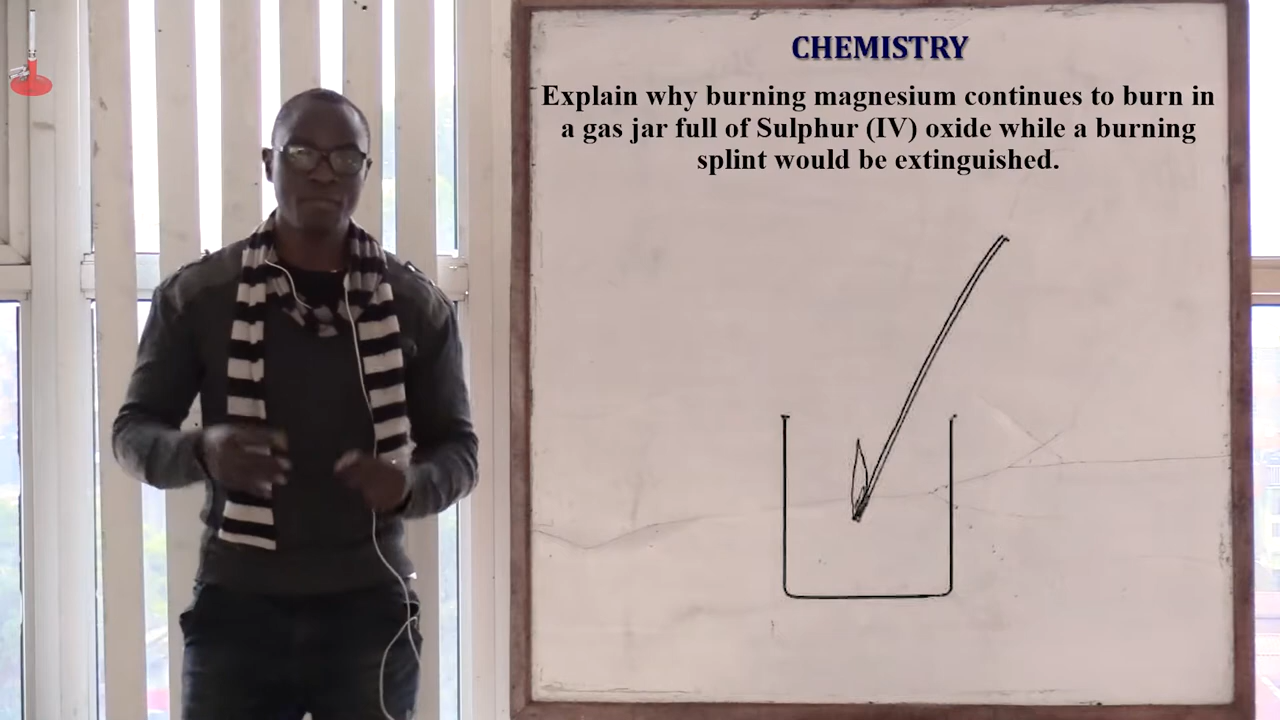 CHEMISTRY
Explain why burning magnesium continues to burn in
a gas jar full of Sulphur (IV) oxide while a burning
splint would be extinguished.